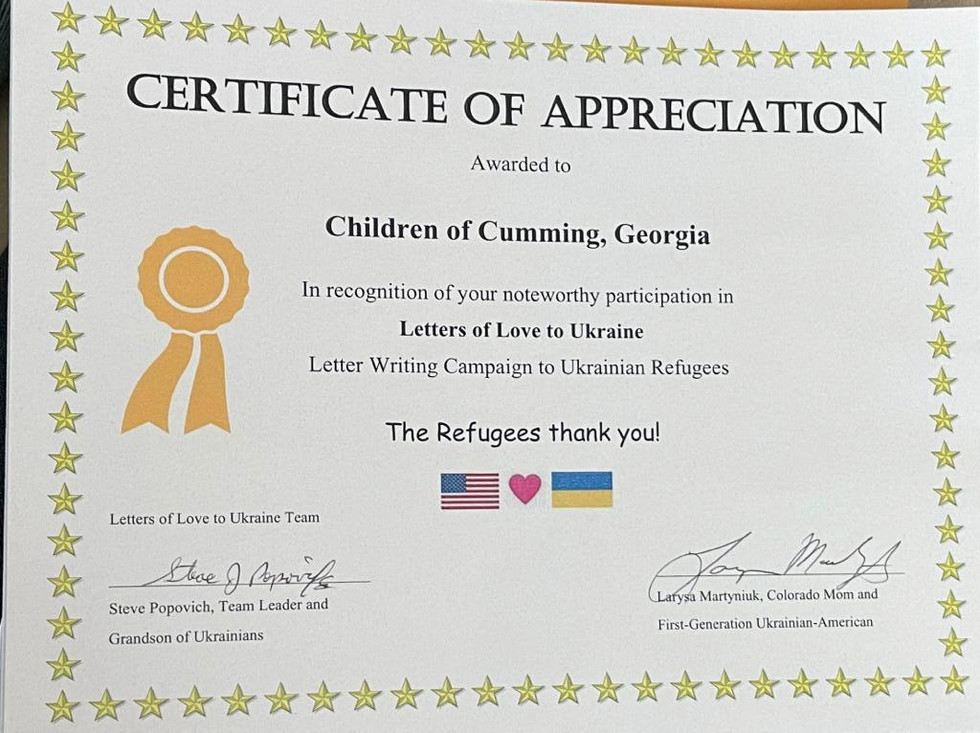 CERTIFICATE OF APPRECIATION
Awarded to
Children of Cumming, Georgia
In recognition of your noteworthy participation in
Letters of Love to Ukraine
Letter Writing Campaign to Ukrainian Refugees
The Refugees thank you!
Letters of Love to Ukraine Team
Steve J Popovich
Steve Popovich, Team Leader and
Grandson of Ukrainians
Larysa Martyniuk, Colorado Mom and
First-Generation Ukrainian-American